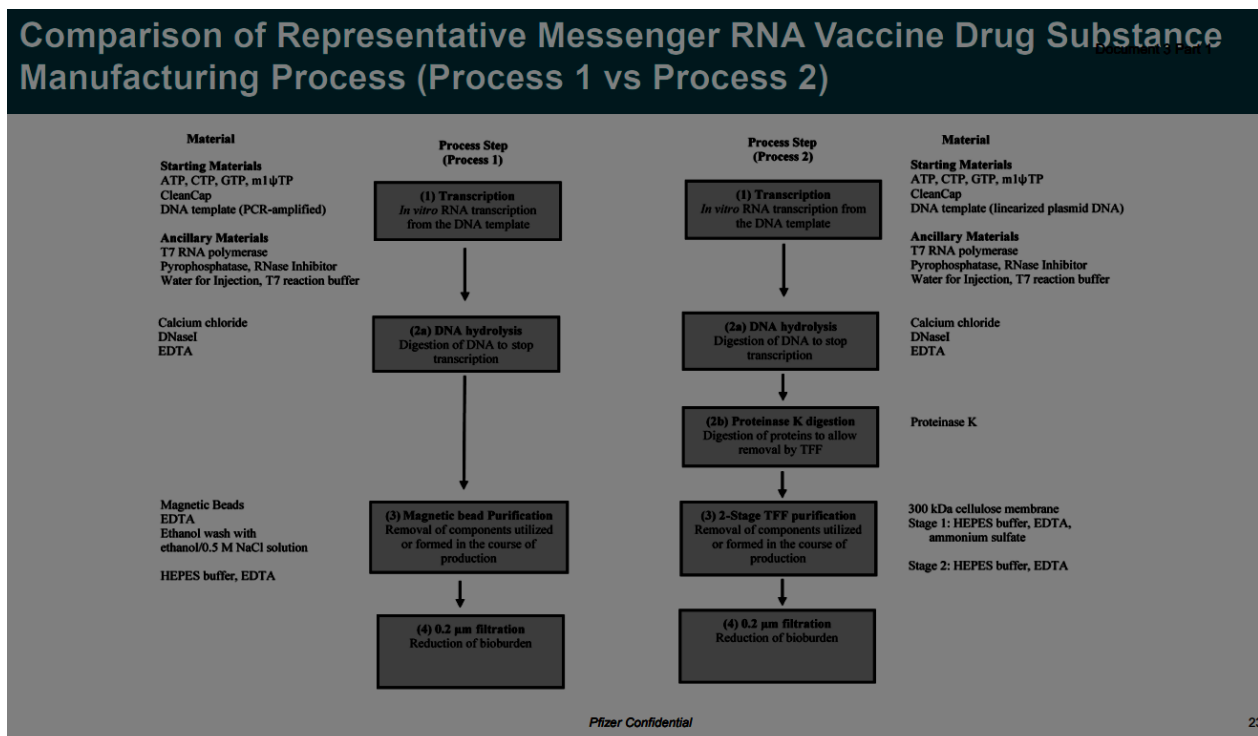 Comparison of Representative Messenger RNA Vaccine Drug Substance
Document 3 Part 1
Manufacturing Process (Process 1 vs Process 2)
Material
Starting Materials
ATP, CTP, GTP, m1ψTP
CleanCap
DNA template (PCR-amplified)
Ancillary Materials
T7 RNA polymerase
Pyrophosphatase, RNase Inhibitor
Water for Injection, T7 reaction buffer
Calcium chloride
DNaseI
EDTA
Magnetic Beads
EDTA
Ethanol wash with
ethanol/0.5 M NaCl solution
HEPES buffer, EDTA
Process Step
(Process 1)
(1) Transcription
In vitro RNA transcription
from the DNA template
(2a) DNA hydrolysis
Digestion of DNA to stop
transcription
(3) Magnetic bead Purification
Removal of components utilized
or formed in the course of
production
(4) 0.2 μm filtration
Reduction of bioburden
Process Step
(Process 2)
(1) Transcription
In vitro RNA transcription from
the DNA template
(2a) DNA hydrolysis
Digestion of DNA to stop
transcription
(2b) Proteinase K digestion
Digestion of proteins to allow
removal by TFF
(3) 2-Stage TFF purification
Removal of components utilized
or formed in the course of
production
(4) 0.2 μm filtration
Reduction of bioburden
Material
Starting Materials
ATP, CTP, GTP, m1ψTP
CleanCap
DNA template (linearized plasmid DNA)
Ancillary Materials
T7 RNA polymerase
Pyrophosphatase, RNase Inhibitor
Water for Injection, T7 reaction buffer
Calcium chloride
DNaseI
EDTA
Proteinase K
300 kDa cellulose membrane
Stage 1: HEPES buffer, EDTA,
ammonium sulfate
Stage 2: HEPES buffer, EDTA
Pfizer Confidential